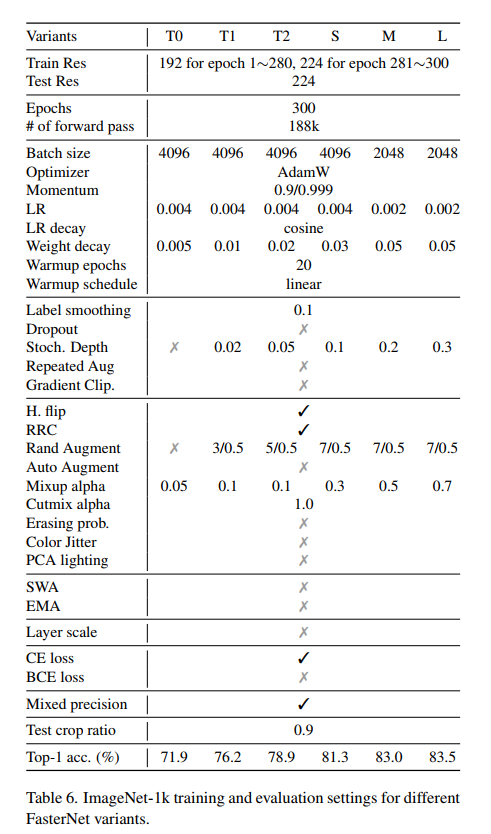 Variants T0 T1 T2 S M L
Train Res 192 for epoch 1∼280, 224 for epoch 281∼300
Test Res 224
Epochs 300
# of forward pass 188k
Batch size 4096 4096 4096 4096 2048 2048
Optimizer AdamW
Momentum 0.9/0.999
LR 0.004 0.004 0.004 0.004 0.002 0.002
LR decay cosine
Weight decay 0.005 0.01 0.02 0.03 0.05 0.05
Warmup epochs 20
Warmup schedule linear
Label smoothing 0.1
Dropout ✗
Stoch. Depth ✗ 0.02 0.05 0.1 0.2 0.3
Repeated Aug ✗
Gradient Clip. ✗
H. flip ✓
RRC ✓
Rand Augment ✗ 3/0.5 5/0.5 7/0.5 7/0.5 7/0.5
Auto Augment ✗
Mixup alpha 0.05 0.1 0.1 0.3 0.5 0.7
Cutmix alpha 1.0
Erasing prob. ✗
Color Jitter ✗
PCA lighting ✗
SWA ✗
EMA ✗
Layer scale ✗
CE loss ✓
BCE loss ✗
Mixed precision ✓
Test crop ratio 0.9
Top-1 acc. (%) 71.9 76.2 78.9 81.3 83.0 83.5
Table 6. ImageNet-1k training and evaluation settings for different
FasterNet variants.